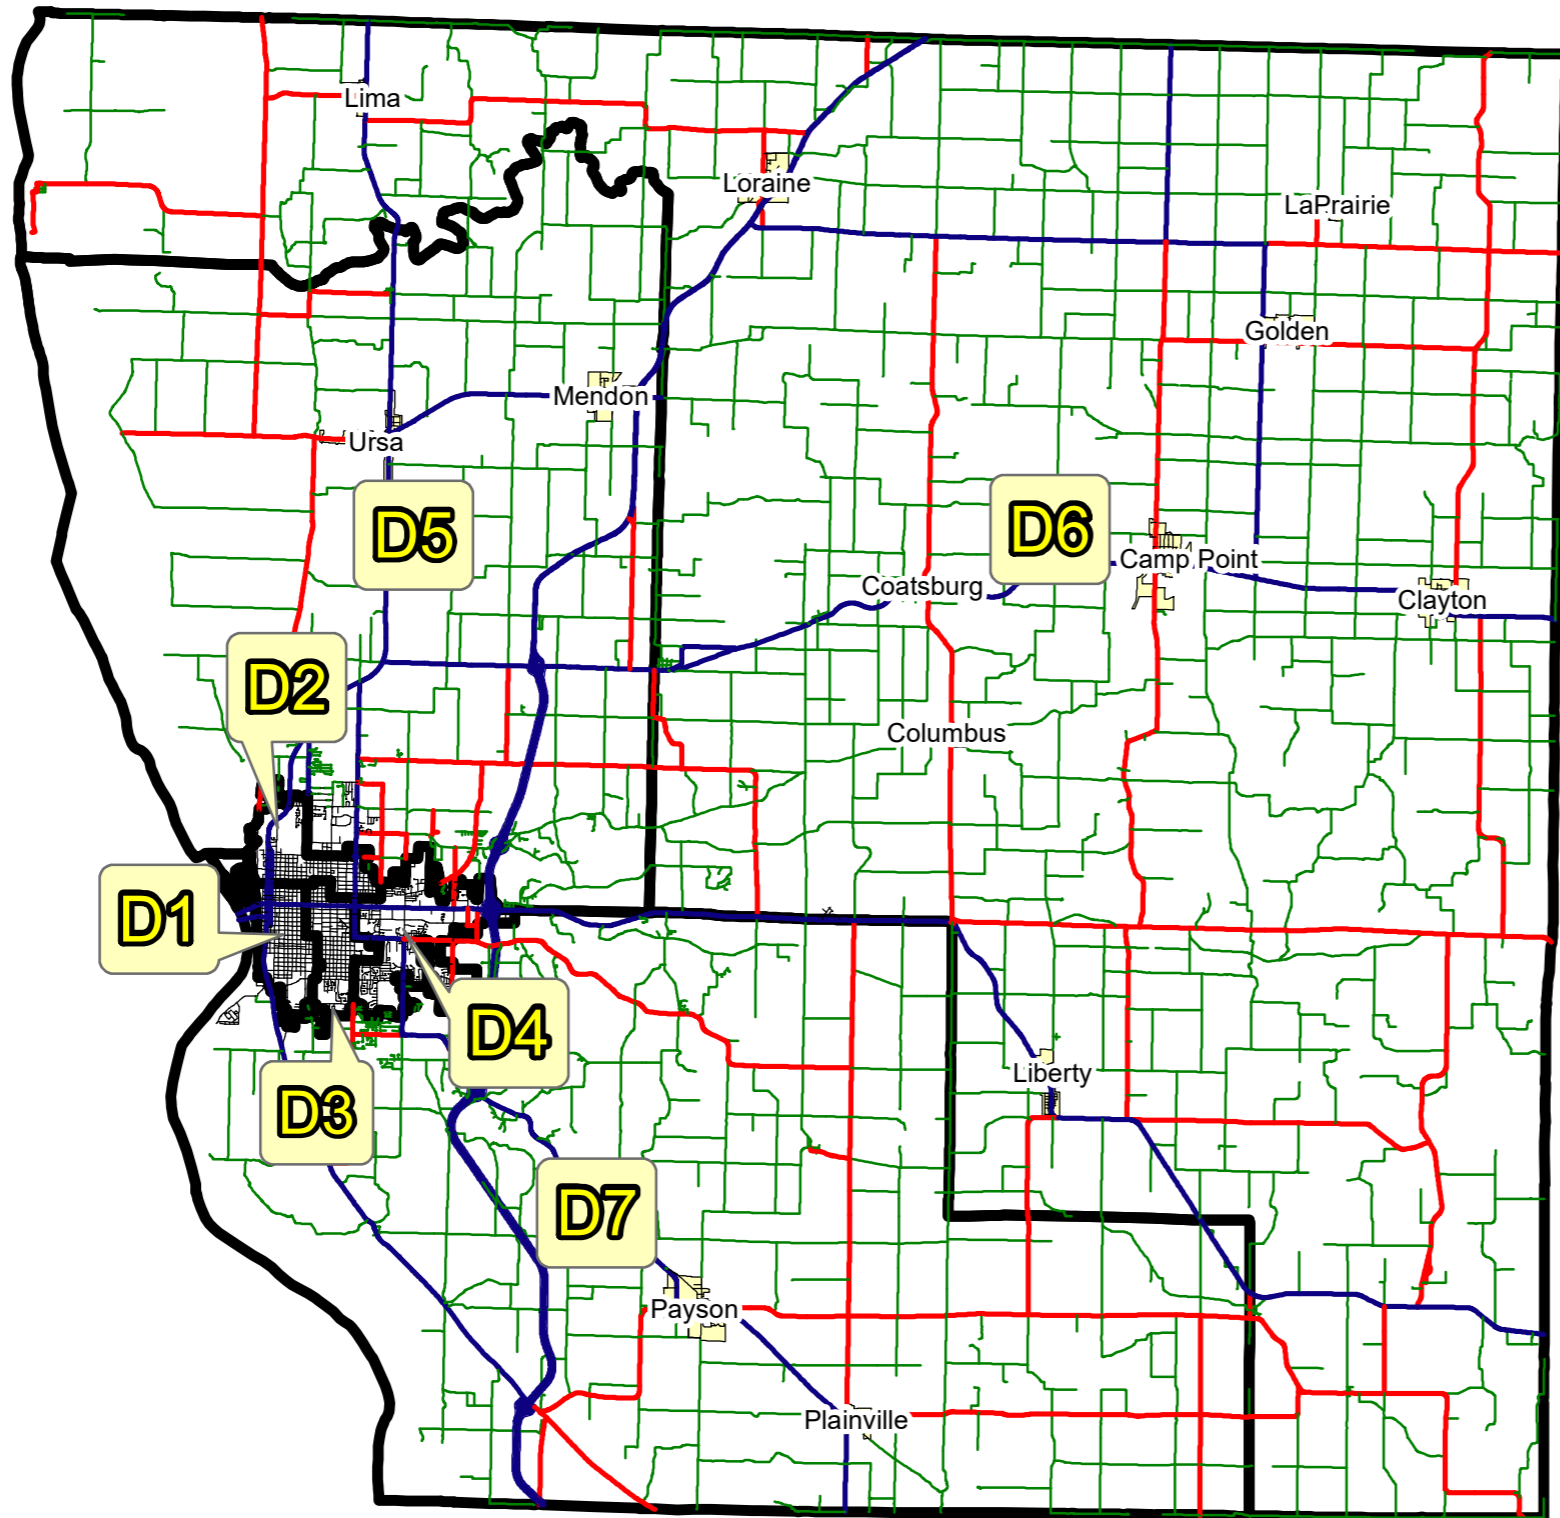 Lima
Loraine
LaPrairie
Golden
Mendon
Ursa
D5
D6
Camp Point
Coatsburg
Clayton
D2
Columbus
D1
D4
Liberty
D3
D7
Payson
Plainville